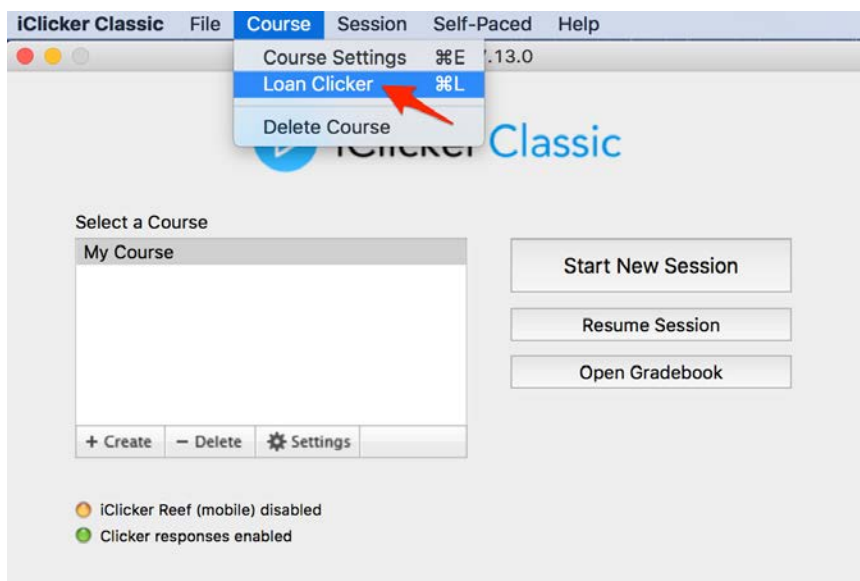 iClicker Classic File Course Session Self-Paced Help
Course Settings ⌘E .13.0
Loan Clicker ⌘L
Delete Course
Classic
Select a Course
My Course
Start New Session
Resume Session
Open Gradebook
+ Create − Delete Settings
iClicker Reef (mobile) disabled
Clicker responses enabled